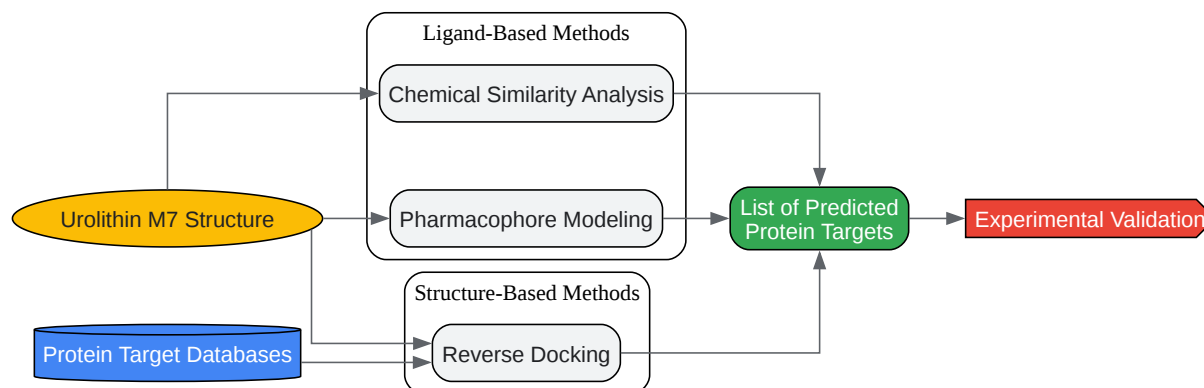 Ligand-Based Methods
Chemical Similarity Analysis
Urolithin M7 Structure
Pharmacophore Modeling
List of Predicted
Protein Targets
Experimental Validation
Structure-Based Methods
Protein Target Databases
Reverse Docking